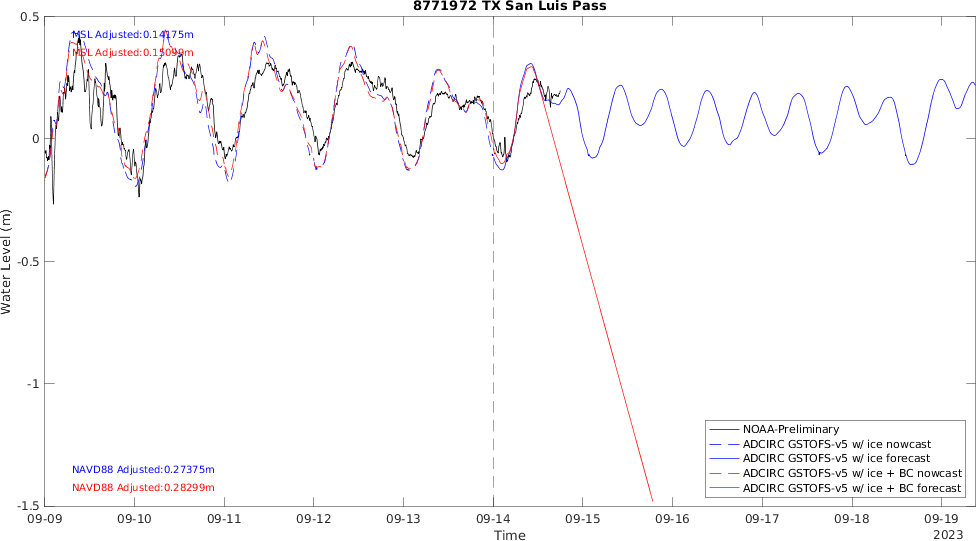 8771972 TX San Luis Pass
0.5
MSL Adjusted:0.14175m
MSL Adjusted:0.15099m
0
-0.5
Water Level (m)
-1
NOAA-Preliminary
ADCIRC GSTOFS-v5 w/ ice nowcast
ADCIRC GSTOFS-v5 w/ ice forecast
ADCIRC GSTOFS-v5 w/ ice + BC nowcast
ADCIRC GSTOFS-v5 w/ ice + BC forecast
NAVD88 Adjusted:0.27375m
NAVD88 Adjusted:0.28299m
-1.5
09-09 09-10 09-11 09-12 09-13 09-14 09-15 09-16 09-17 09-18 09-19
Time
2023